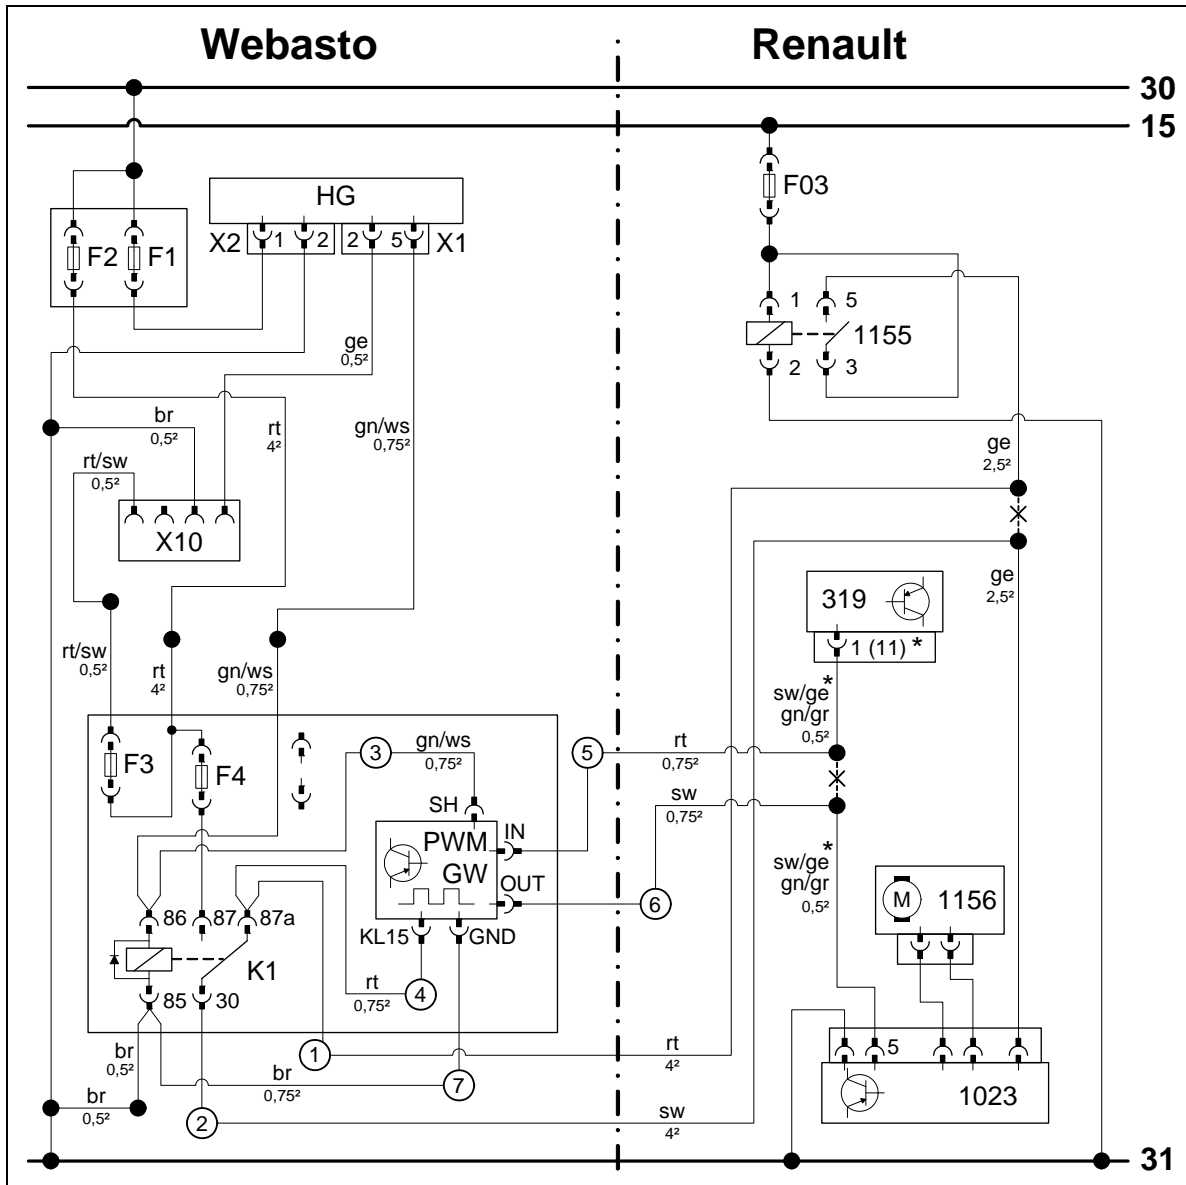 Webasto
Renault
30
15
F03
HG
X2
1
2
2
5
X1
F2
F1
1
5
1155
2
3
ge
0,5²
br
0,5²
rt
4²
gn/ws
0,75²
rt/sw
0,5²
ge
2,5²
X10
ge
2,5²
319
1 (11) *
rt/sw
0,5²
rt
4²
gn/ws
0,75²
*
sw/ge
gn/gr
0,5²
F3
F4
3
gn/ws
0,75²
5
rt
0,75²
SH
PWM
GW
IN
OUT
sw
0,75²
6
*
sw/ge
gn/gr
0,5²
M
1156
86
87
87a
KL15
GND
K1
85
30
rt
0,75²
4
5
br
0,5²
1
rt
4²
br
0,75²
7
1023
br
0,5²
2
sw
4²
31